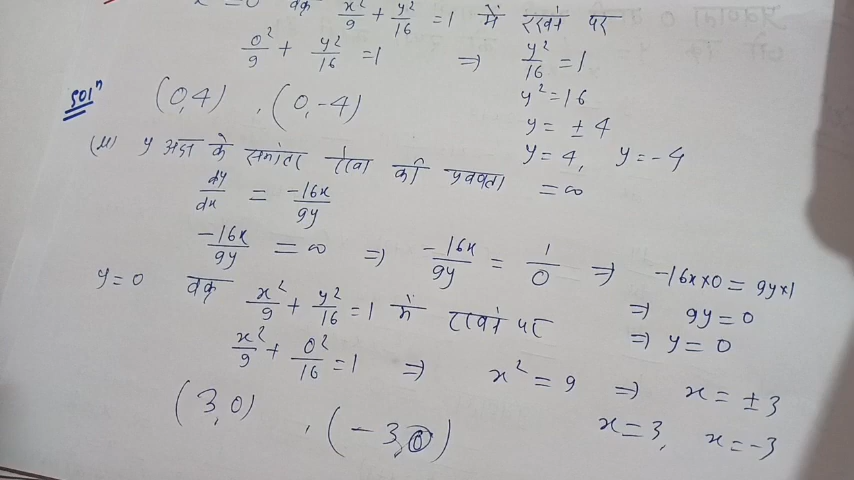 x=0 वक्र x²/9 + y²/16 = 1 में रखने पर
0²/9 + y²/16 = 1 ⇒ y²/16 = 1
y² = 16
Solⁿ (0,4) , (0,-4)
y = ± 4
y = 4, y = -4
(ii) y अक्ष के समांतर रेखा की प्रवणता = ∞
dy/dx = -16x/9y
-16x/9y = ∞ ⇒ -16x/9y = 1/0 ⇒ -16x×0 = 9y×1
⇒ 9y = 0
⇒ y = 0
y=0 वक्र x²/9 + y²/16 = 1 में रखने पर
x²/9 + 0²/16 = 1 ⇒ x² = 9 ⇒ x = ±3
x = 3, x = -3
(3,0) , (-3,0)